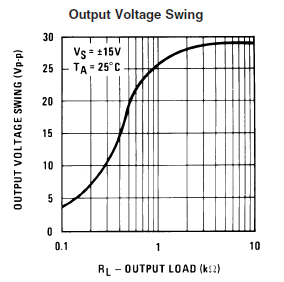 Output Voltage Swing
OUTPUT VOLTAGE SWING (Vp-p)
30
25
20
15
10
5
0
VS = ±15V
TA = 25°C
0.1
1
10
RL – OUTPUT LOAD (kΩ)